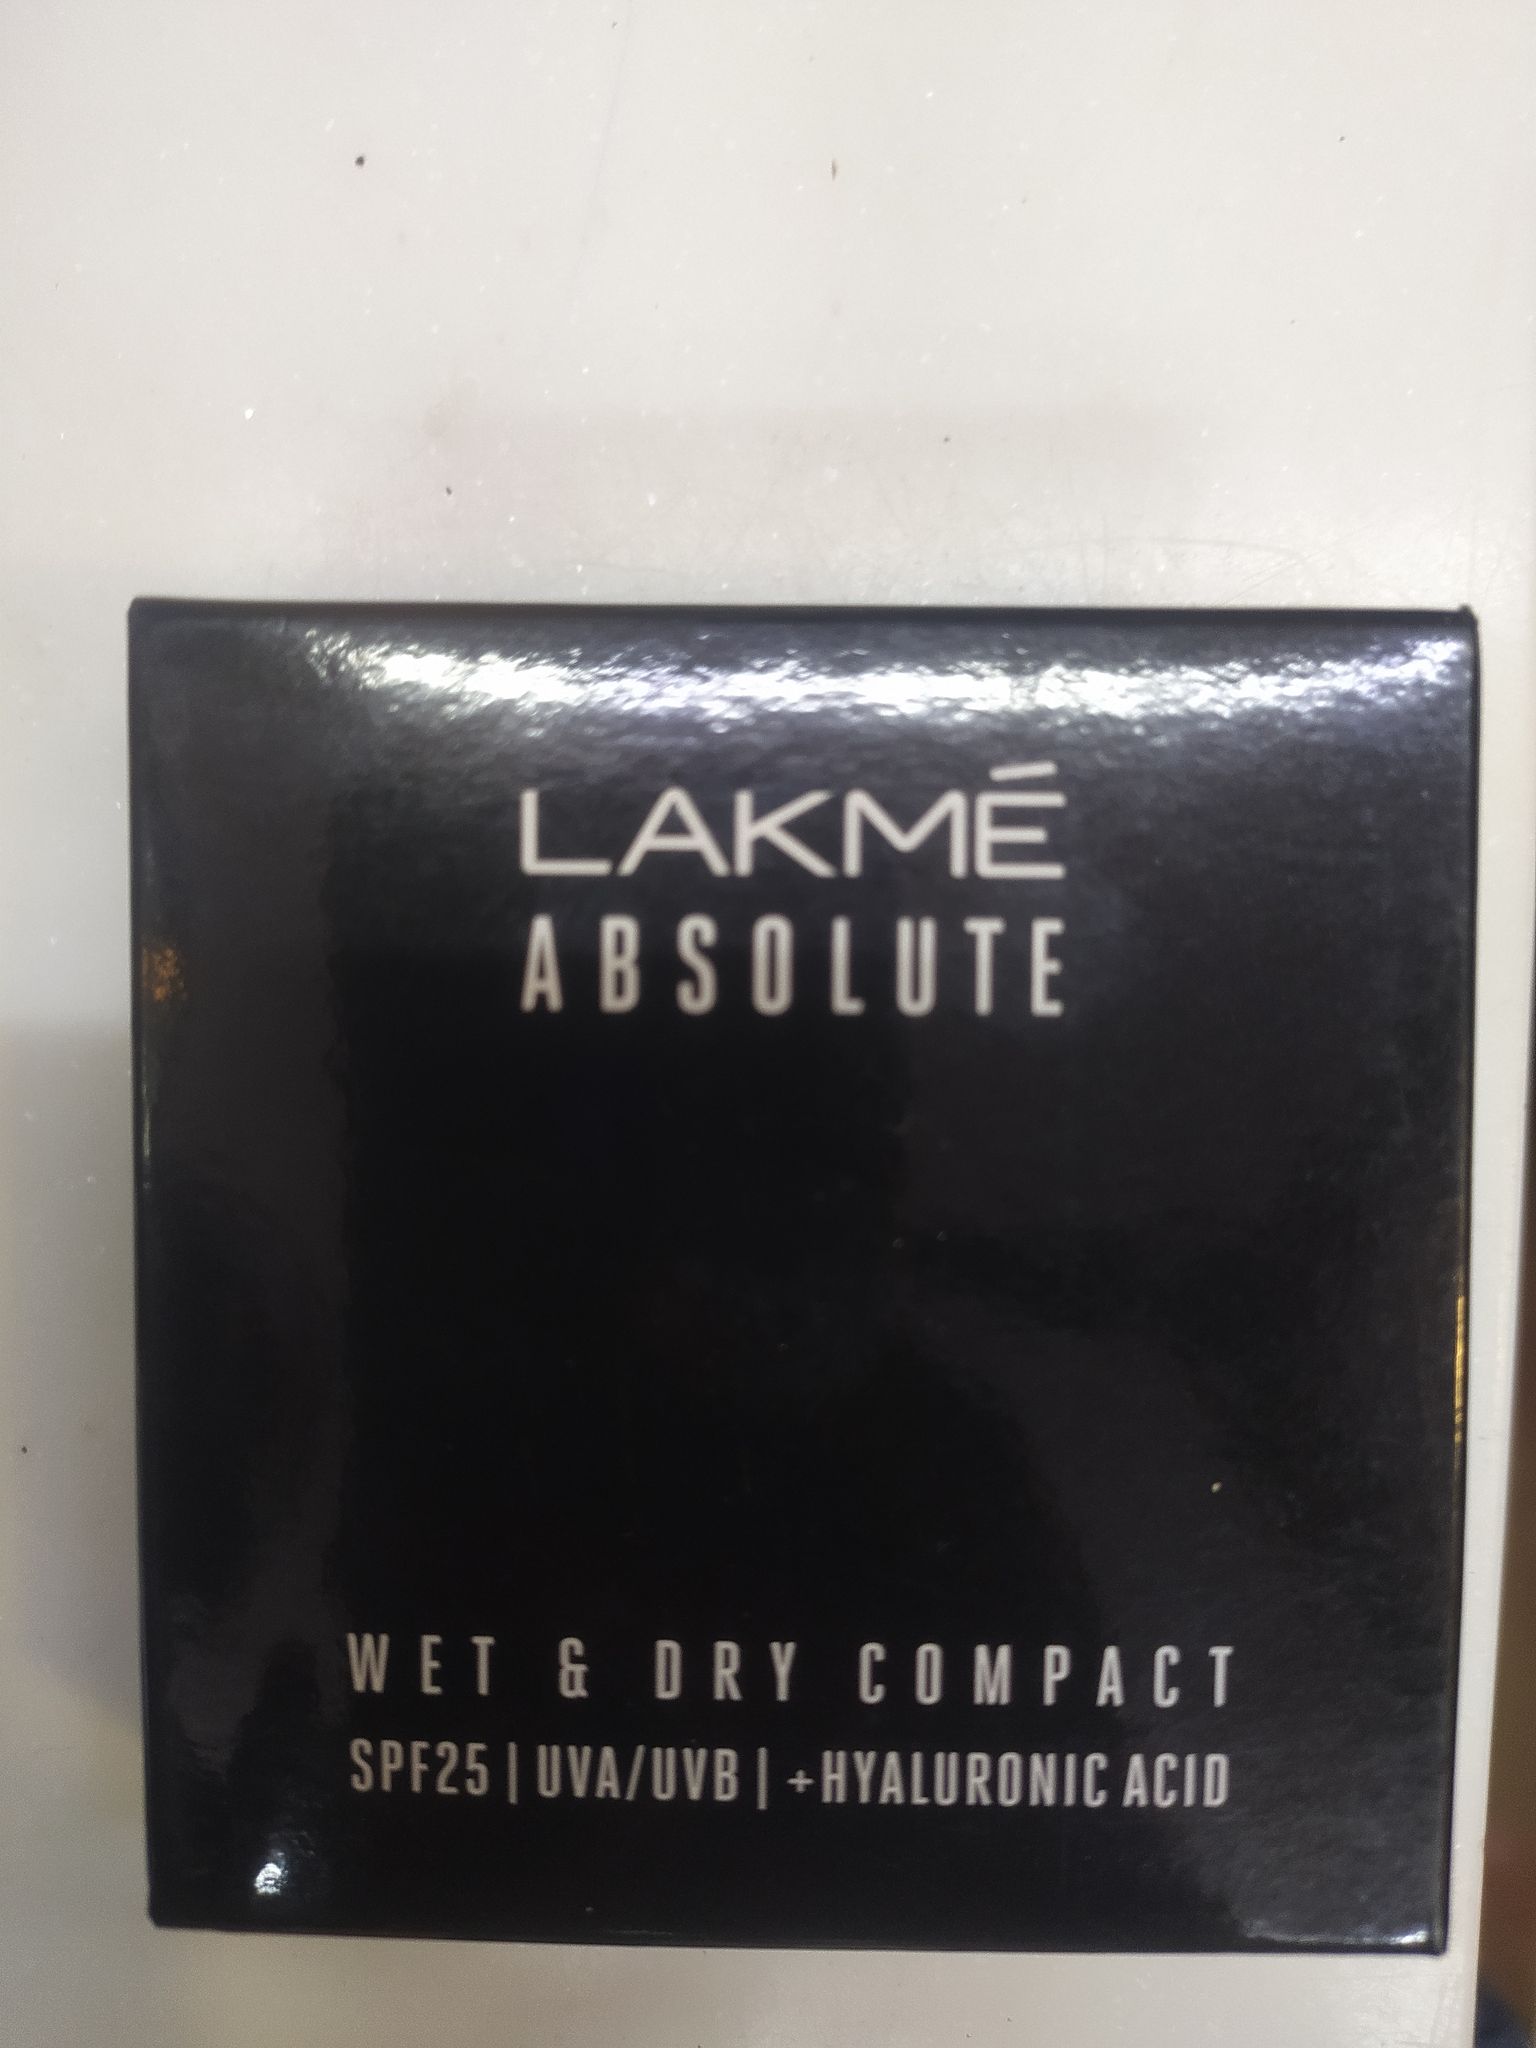 LAKMÉ
ABSOLUTE
WET & DRY COMPACT
SPF25 | UVA/UVB | +HYALURONIC ACID